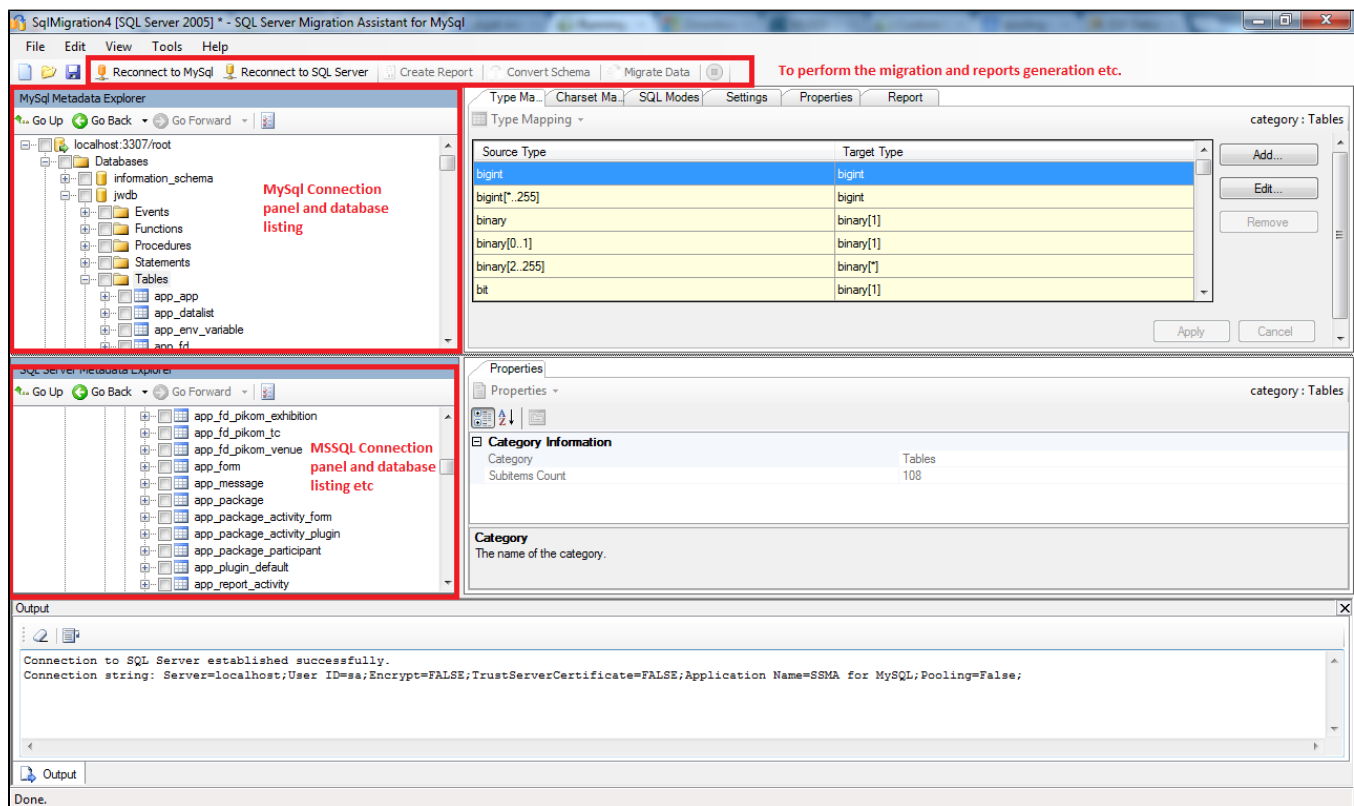 SqlMigration4 [SQL Server 2005] * - SQL Server Migration Assistant for MySql
File Edit View Tools Help
Reconnect to MySql Reconnect to SQL Server Create Report Convert Schema Migrate Data
To perform the migration and reports generation etc.
MySql Metadata Explorer
Go Up Go Back Go Forward
localhost:3307/root
Databases
information_schema
jwdb
Events
Functions
Procedures
Statements
Tables
app_app
app_datalist
app_env_variable
app_fd
MySql Connection
panel and database
listing
Type Ma... Charset Ma... SQL Modes Settings Properties Report
Type Mapping
category : Tables
Source Type Target Type
bigint bigint
bigint[*..255] bigint
binary binary[1]
binary[0..1] binary[1]
binary[2..255] binary[*]
bit binary[1]
Add...
Edit...
Remove
Apply Cancel
SQL Server Metadata Explorer
Go Up Go Back Go Forward
app_fd_pikom_exhibition
app_fd_pikom_tc
app_fd_pikom_venue
app_form
app_message
app_package
app_package_activity_form
app_package_activity_plugin
app_package_participant
app_plugin_default
app_report_activity
MSSQL Connection
panel and database
listing etc
Properties
Properties
category : Tables
Category Information
Category Tables
Subitems Count 108
Category
The name of the category.
Output
Connection to SQL Server established successfully.
Connection string: Server=localhost;User ID=sa;Encrypt=FALSE;TrustServerCertificate=FALSE;Application Name=SSMA for MySQL;Pooling=False;
Output
Done.